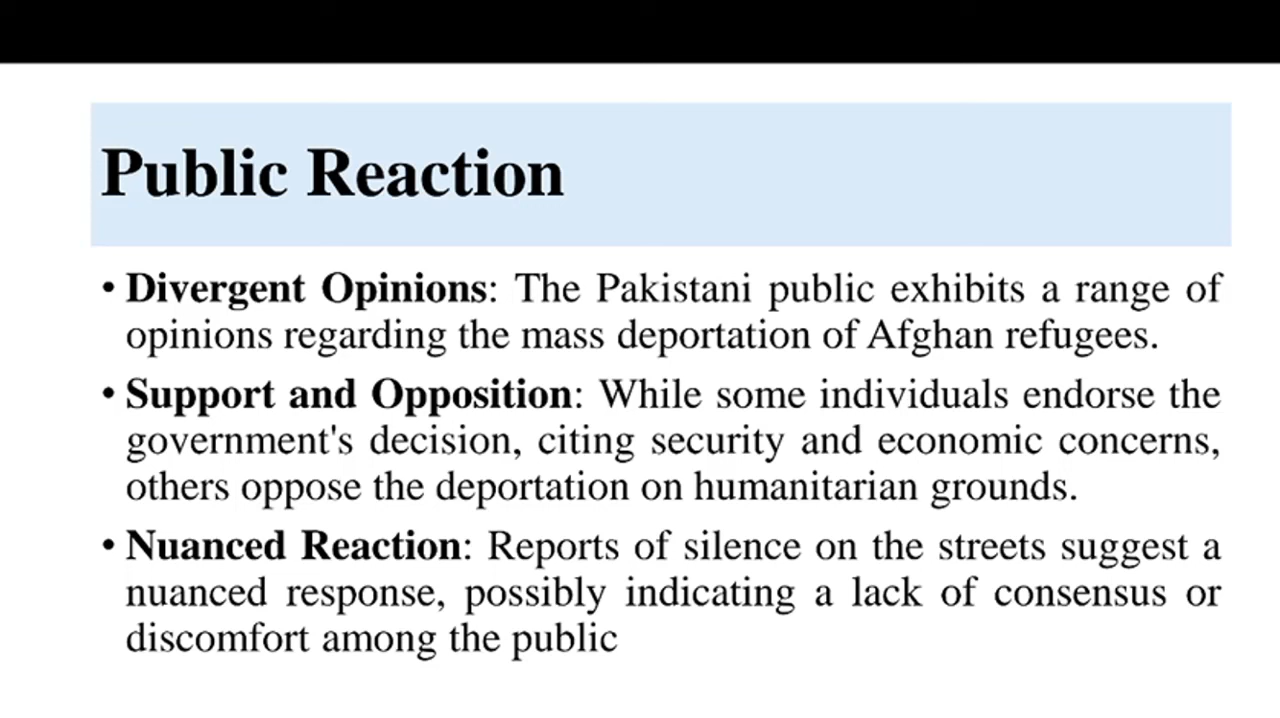 Public Reaction
• Divergent Opinions: The Pakistani public exhibits a range of
opinions regarding the mass deportation of Afghan refugees.
• Support and Opposition: While some individuals endorse the
government's decision, citing security and economic concerns,
others oppose the deportation on humanitarian grounds.
• Nuanced Reaction: Reports of silence on the streets suggest a
nuanced response, possibly indicating a lack of consensus or
discomfort among the public